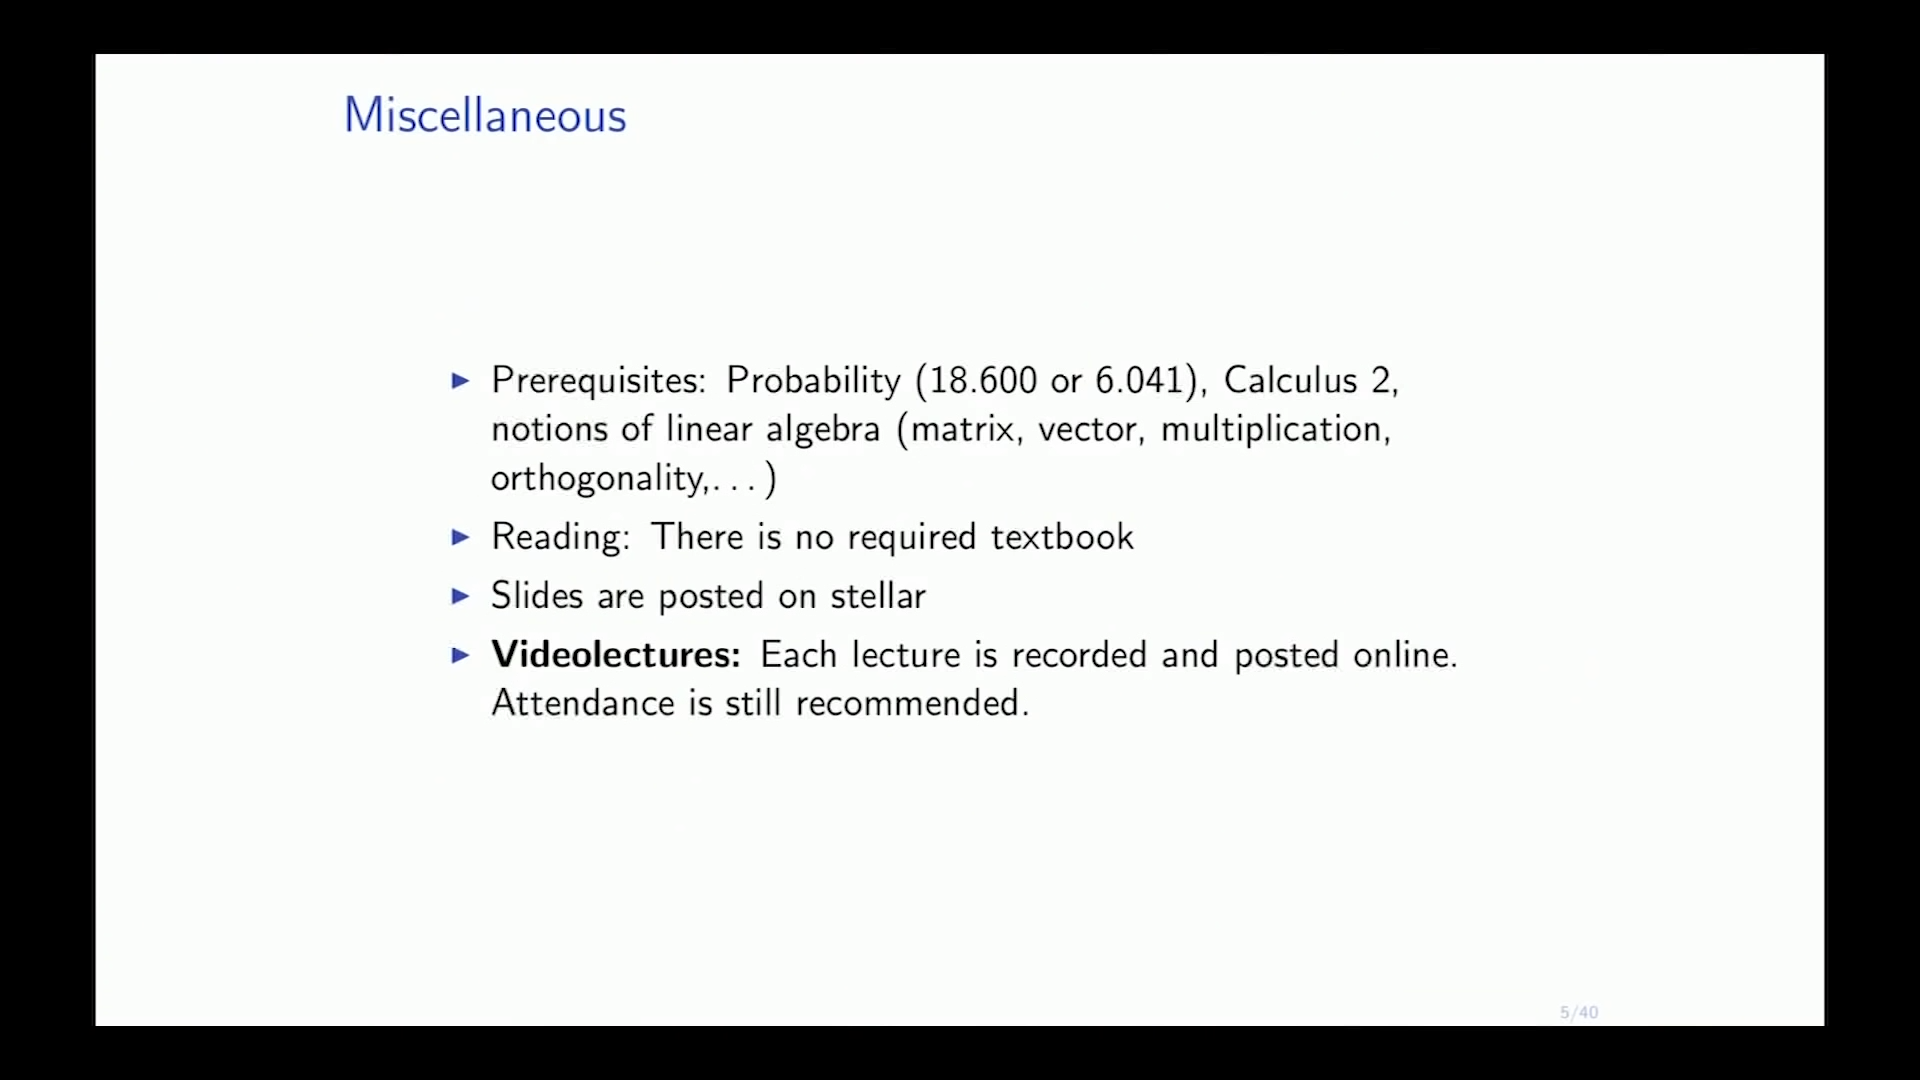 Miscellaneous
▶ Prerequisites: Probability (18.600 or 6.041), Calculus 2,
notions of linear algebra (matrix, vector, multiplication,
orthogonality,...)
▶ Reading: There is no required textbook
▶ Slides are posted on stellar
▶ Videolectures: Each lecture is recorded and posted online.
Attendance is still recommended.
5/40